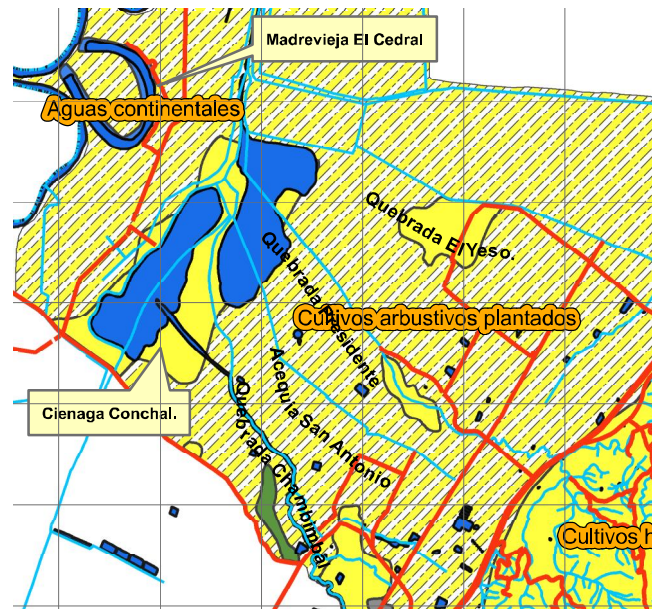 Madrevieja El Cedral
Aguas continentales
Quebrada El Yeso.
Quebrada Presidente
Cultivos arbustivos plantados
Acequia San Antonio
Cienaga Conchal.
Quebrada Chambimbal
Cultivos h